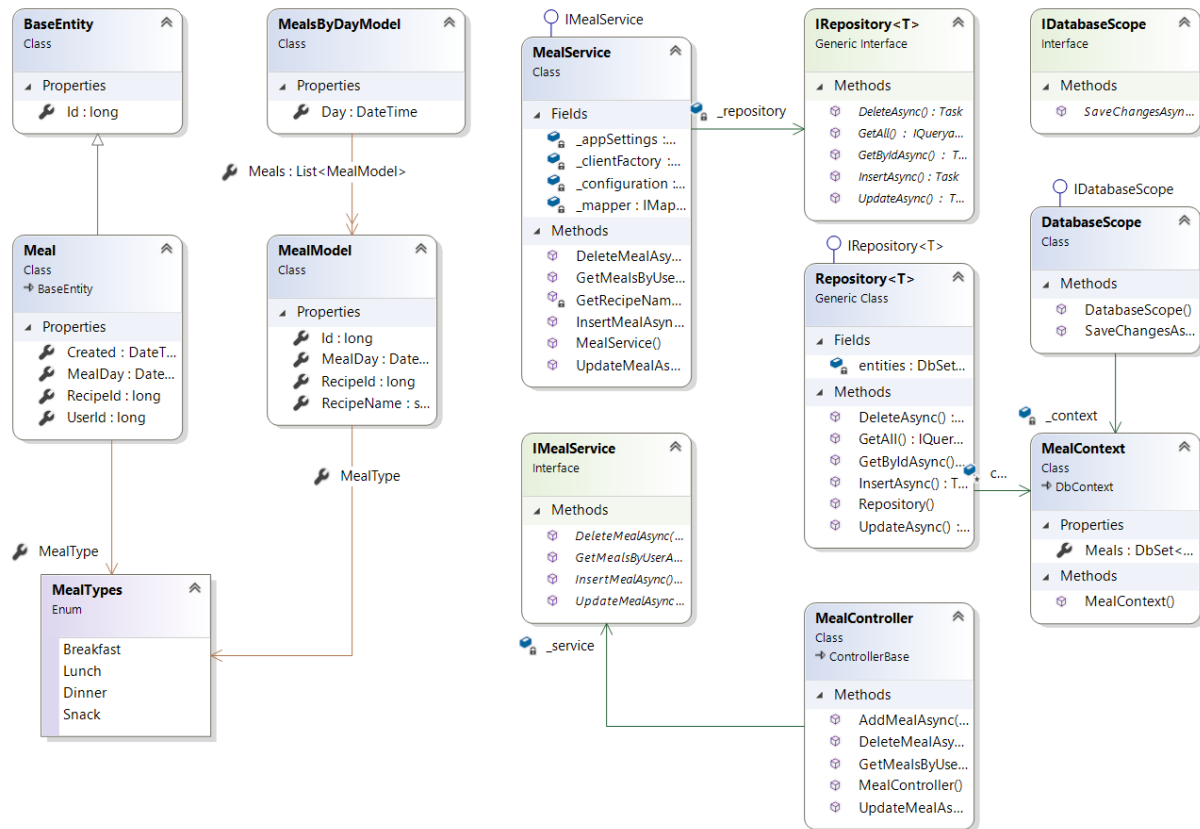 BaseEntity
Class
Properties
Id : long
MealsByDayModel
Class
Properties
Day : DateTime
Meals : List<MealModel>
Meal
Class
BaseEntity
Properties
Created : DateT...
MealDay : Date...
RecipeId : long
UserId : long
MealType
MealModel
Class
Properties
Id : long
MealDay : Date...
RecipeId : long
RecipeName : s...
MealType
MealTypes
Enum
Breakfast
Lunch
Dinner
Snack
IMealService
MealService
Class
Fields
_appSettings :...
_clientFactory :...
_configuration :...
_mapper : IMap...
Methods
DeleteMealAsy...
GetMealsByUse...
GetRecipeNam...
InsertMealAsyn...
MealService()
UpdateMealAs...
_repository
IMealService
Interface
Methods
DeleteMealAsync(...
GetMealsByUserA...
InsertMealAsync()...
UpdateMealAsync...
_service
IRepository<T>
Generic Interface
Methods
DeleteAsync() : Task
GetAll() : IQuerya...
GetByIdAsync() : T...
InsertAsync() : Task
UpdateAsync() : T...
IRepository<T>
Repository<T>
Generic Class
Fields
entities : DbSet...
Methods
DeleteAsync() :...
GetAll() : IQuer...
GetByIdAsync()...
InsertAsync() : T...
Repository()
UpdateAsync() :...
c...
MealController
Class
ControllerBase
Methods
AddMealAsync(...
DeleteMealAsy...
GetMealsByUse...
MealController()
UpdateMealAs...
IDatabaseScope
Interface
Methods
SaveChangesAsyn...
IDatabaseScope
DatabaseScope
Class
Methods
DatabaseScope()
SaveChangesAs...
_context
MealContext
Class
DbContext
Properties
Meals : DbSet<...
Methods
MealContext()